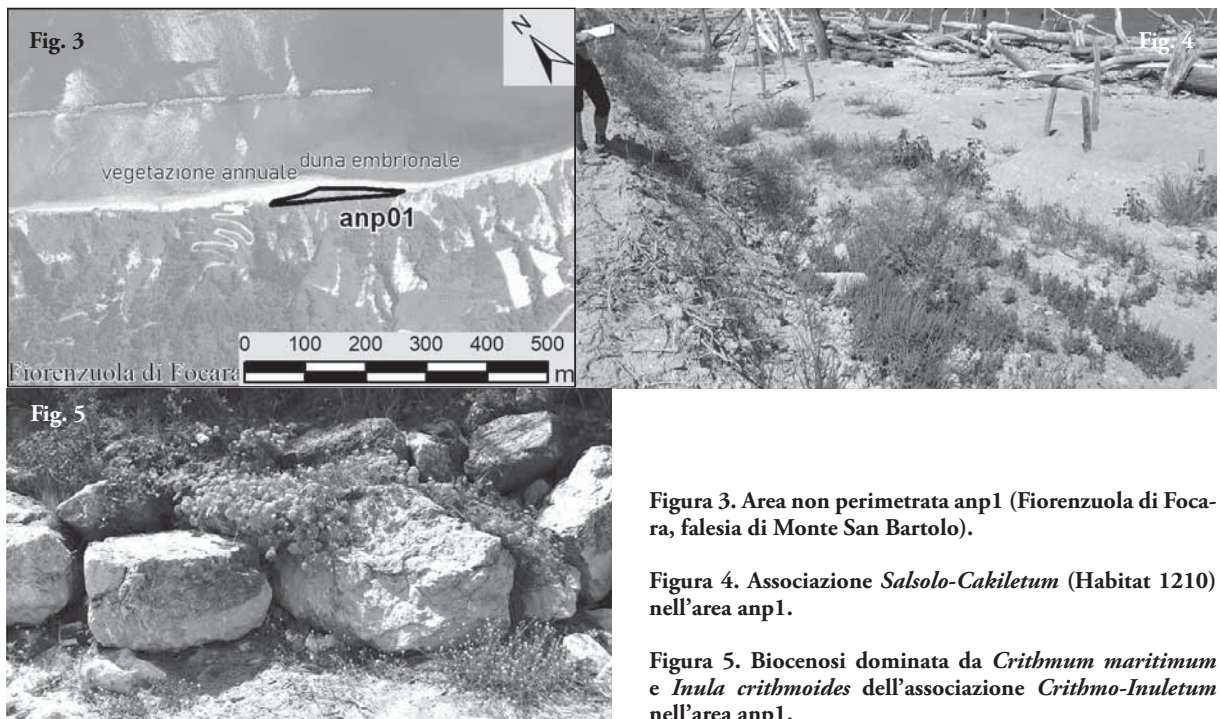 Fig. 3
N
vegetazione annuale
duna embrionale
anp01
0 100 200 300 400 500
m
Fiorenzuola di Focara
Fig. 4
Fig. 5
Figura 3. Area non perimetrata anp1 (Fiorenzuola di Foca-
ra, falesia di Monte San Bartolo).
Figura 4. Associazione Salsolo-Cakiletum (Habitat 1210)
nell'area anp1.
Figura 5. Biocenosi dominata da Crithmum maritimum
e Inula crithmoides dell'associazione Crithmo-Inuletum
nell'area anp1.